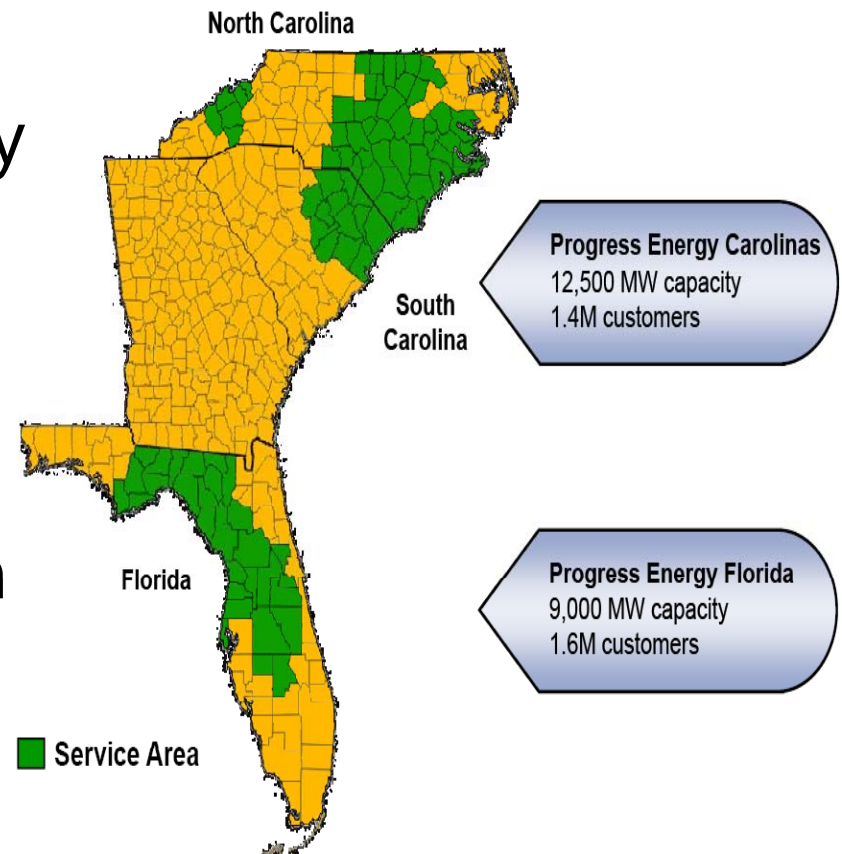 North Carolina
y
Progress Energy Carolinas
12,500 MW capacity
1.4M customers
South
Carolina
Florida
Progress Energy Florida
9,000 MW capacity
1.6M customers
Service Area